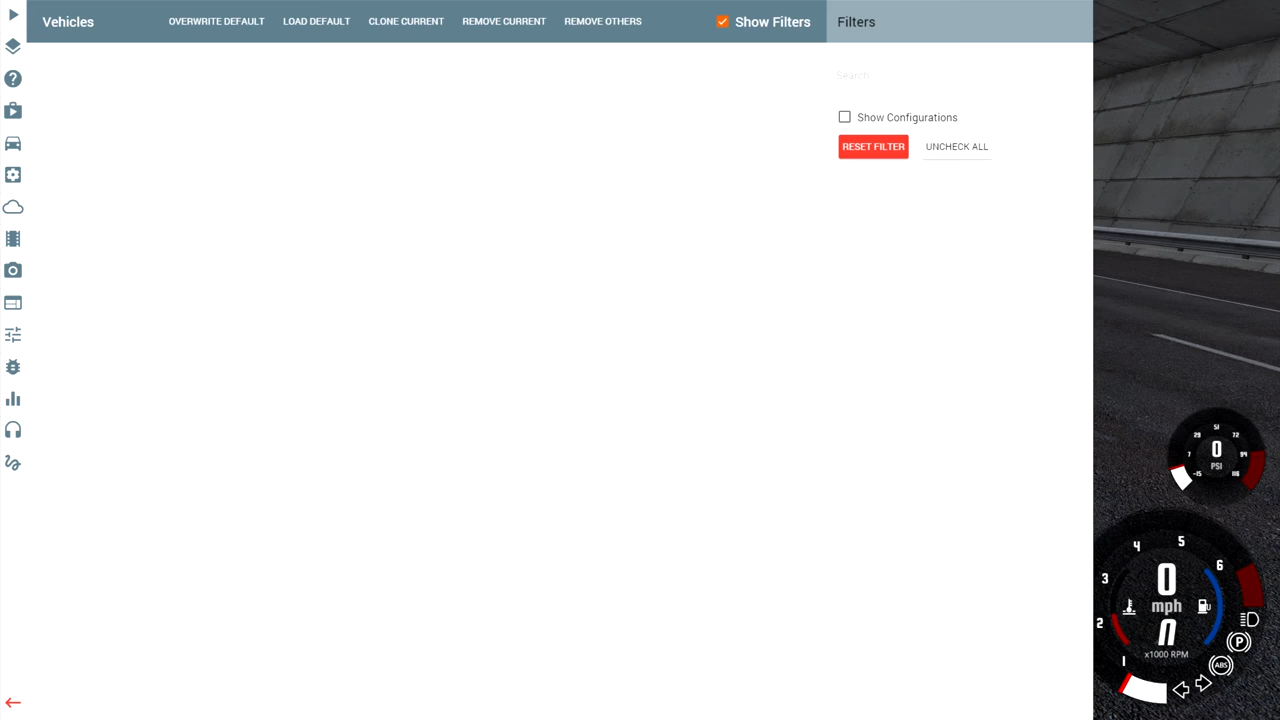 Vehicles
OVERWRITE DEFAULT
LOAD DEFAULT
CLONE CURRENT
REMOVE CURRENT
REMOVE OTHERS
Show Filters
Filters
Search
Show Configurations
RESET FILTER
UNCHECK ALL
51
29 72
7 0 94
PSI
-15 116
5
4
6
3 0
mph
2 n
x1000 RPM
1
P
ABS